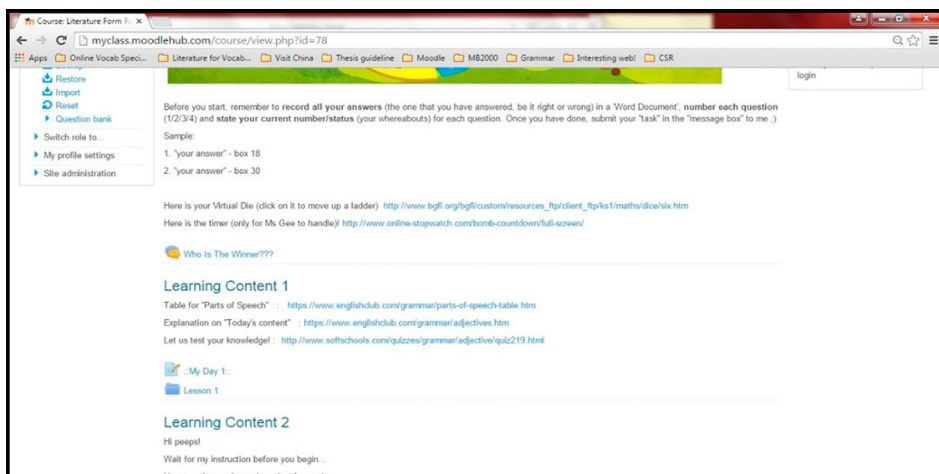 Course: Literature Form F
myclass.moodlehub.com/course/view.php?id=78
Apps Online Vocab Speci... Literature for Vocab... Visit China Thesis guideline Moodle MB2000 Grammar Interesting web! CSR
Restore
Import
Reset
Question bank
Switch role to...
My profile settings
Site administration
login
Before you start, remember to record all your answers (the one that you have answered, be it right or wrong) in a 'Word Document', number each question
(1/2/3/4) and state your current number/status (your whereabouts) for each question. Once you have done, submit your "task" in the "message box" to me ;)
Sample:
1. "your answer" - box 18
2. "your answer" - box 30
Here is your Virtual Die (click on it to move up a ladder) http://www.bgfl.org/bgfl/custom/resources_ftp/client_ftp/ks1/maths/dice/six.htm
Here is the timer (only for Ms Gee to handle)! http://www.online-stopwatch.com/bomb-countdown/full-screen/
Who Is The Winner???
Learning Content 1
Table for "Parts of Speech" : https://www.englishclub.com/grammar/parts-of-speech-table.htm
Explanation on "Today's content" : https://www.englishclub.com/grammar/adjectives.htm
Let us test your knowledge! : http://www.softschools.com/quizzes/grammar/adjective/quiz219.html
::My Day 1::
Lesson 1
Learning Content 2
Hi peeps!
Wait for my instruction before you begin...